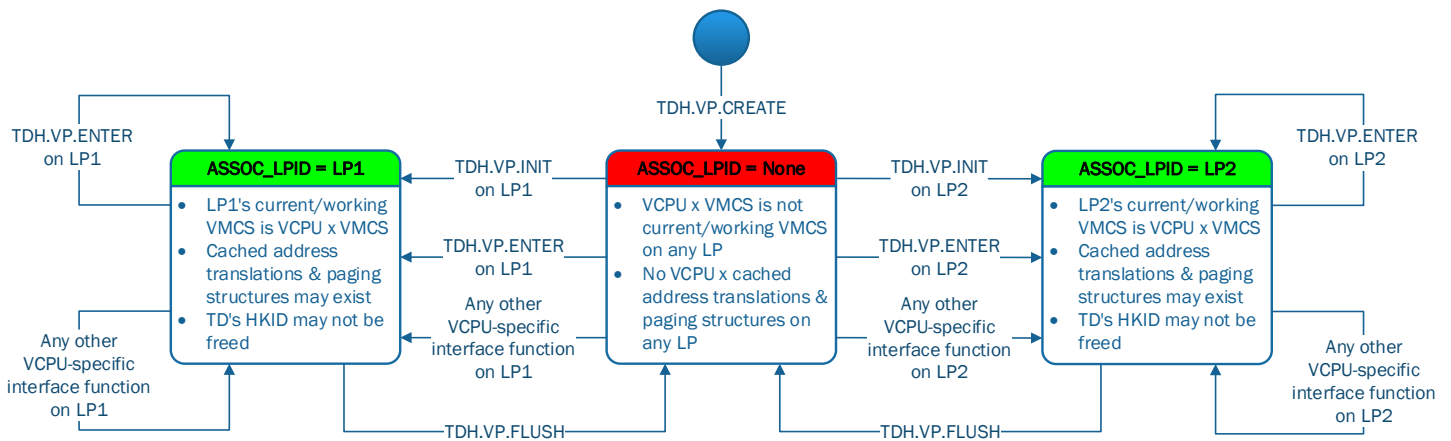 TDH.VP.CREATE
TDH.VP.ENTER
on LP1
ASSOC_LPID = LP1
LP1's current/working
VMCS is VCPU x VMCS
Cached address
translations & paging
structures may exist
TD's HKID may not be
freed
Any other
VCPU-specific
interface function
on LP1
TDH.VP.INIT
on LP1
TDH.VP.ENTER
on LP1
Any other
VCPU-specific
interface function
on LP1
TDH.VP.FLUSH
ASSOC_LPID = None
VCPU x VMCS is not
current/working VMCS
on any LP
No VCPU x cached
address translations &
paging structures on
any LP
TDH.VP.INIT
on LP2
TDH.VP.ENTER
on LP2
Any other
VCPU-specific
interface function
on LP2
TDH.VP.FLUSH
ASSOC_LPID = LP2
LP2's current/working
VMCS is VCPU x VMCS
Cached address
translations & paging
structures may exist
TD's HKID may not be
freed
TDH.VP.ENTER
on LP2
Any other
VCPU-specific
interface function
on LP2